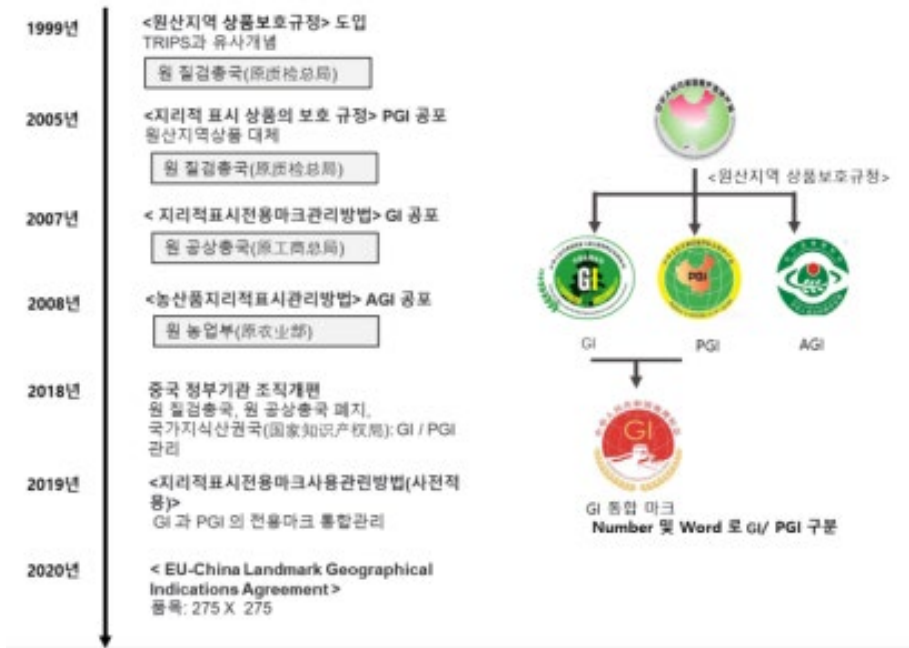 1999년
<원산지역 상품보호규정> 도입
TRIPS과 유사개념
원 질검총국(原质检总局)
2005년
<지리적 표시 상품의 보호 규정> PGI 공포
원산지역상품 대체
원 질검총국(原质检总局)
2007년
< 지리적표시전용마크관리방법> GI 공포
원 공상총국(原工商总局)
2008년
<농산품지리적표시관리방법> AGI 공포
원 농업부(原农业部)
2018년
중국 정부기관 조직개편
원 질검총국, 원 공상총국 폐지,
국가지식산권국(国家知识产权局): GI / PGI
관리
2019년
<지리적표시전용마크사용관린방법(사전적
용)>
GI 과 PGI 의 전용마크 통합관리
2020년
< EU-China Landmark Geographical
Indications Agreement >
품목: 275 X 275
<원산지역 상품보호규정>
GI
PGI
GI
PGI
AGI
GI
GI 통합 마크
Number 및 Word 로 GI/ PGI 구분